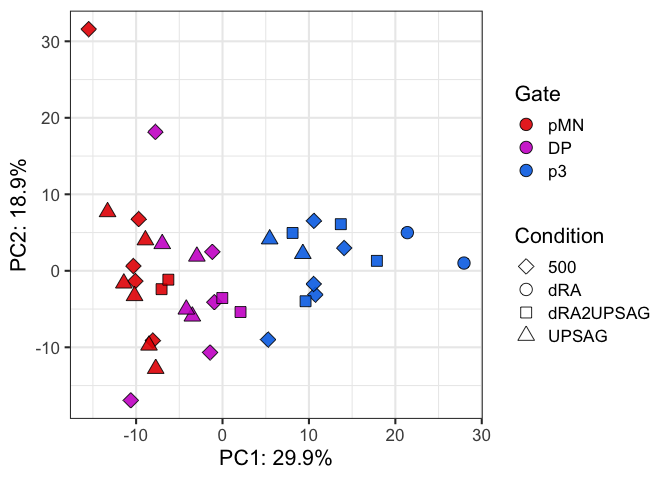 30
20
10
0
-10
-10
0
10
20
30
PC1: 29.9%
PC2: 18.9%
Gate
pMN
DP
p3
Condition
500
dRA
dRA2UPSAG
UPSAG